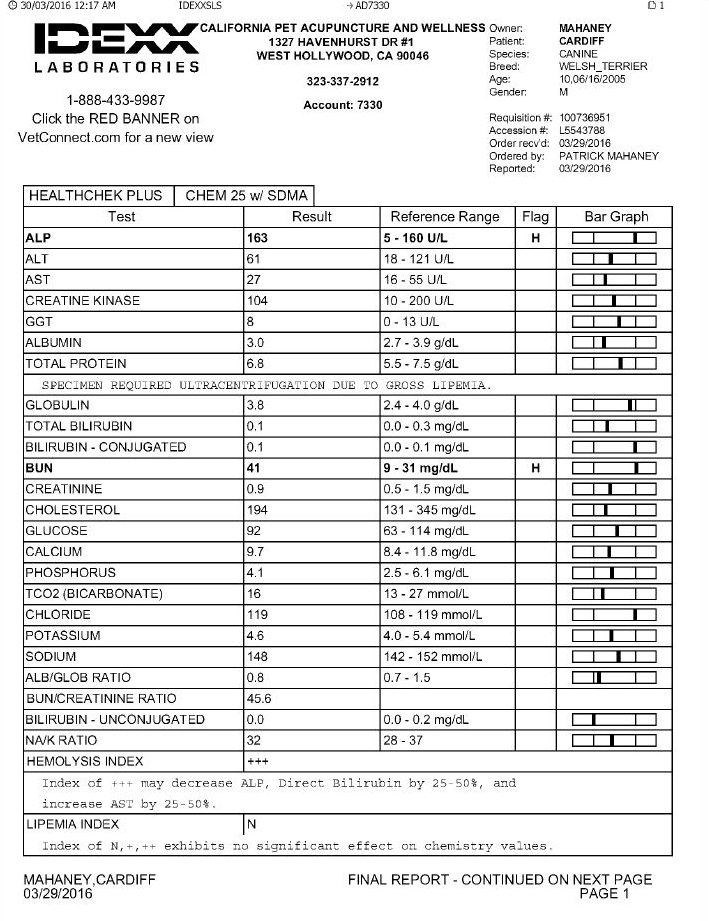 30/03/2016 12:17 AM IDEXXSLS → AD7330 1
IDEXX
LABORATORIES
1-888-433-9987
Click the RED BANNER on
VetConnect.com for a new view
CALIFORNIA PET ACUPUNCTURE AND WELLNESS
1327 HAVENHURST DR #1
WEST HOLLYWOOD, CA 90046
323-337-2912
Account: 7330
Owner: MAHANEY
Patient: CARDIFF
Species: CANINE
Breed: WELSH_TERRIER
Age: 10,06/16/2005
Gender: M
Requisition #: 100736951
Accession #: L5543788
Order recv'd: 03/29/2016
Ordered by: PATRICK MAHANEY
Reported: 03/29/2016
HEALTHCHEK PLUS CHEM 25 w/ SDMA
Test Result Reference Range Flag Bar Graph
ALP 163 5 - 160 U/L H
ALT 61 18 - 121 U/L
AST 27 16 - 55 U/L
CREATINE KINASE 104 10 - 200 U/L
GGT 8 0 - 13 U/L
ALBUMIN 3.0 2.7 - 3.9 g/dL
TOTAL PROTEIN 6.8 5.5 - 7.5 g/dL
SPECIMEN REQUIRED ULTRACENTRIFUGATION DUE TO GROSS LIPEMIA.
GLOBULIN 3.8 2.4 - 4.0 g/dL
TOTAL BILIRUBIN 0.1 0.0 - 0.3 mg/dL
BILIRUBIN - CONJUGATED 0.1 0.0 - 0.1 mg/dL
BUN 41 9 - 31 mg/dL H
CREATININE 0.9 0.5 - 1.5 mg/dL
CHOLESTEROL 194 131 - 345 mg/dL
GLUCOSE 92 63 - 114 mg/dL
CALCIUM 9.7 8.4 - 11.8 mg/dL
PHOSPHORUS 4.1 2.5 - 6.1 mg/dL
TCO2 (BICARBONATE) 16 13 - 27 mmol/L
CHLORIDE 119 108 - 119 mmol/L
POTASSIUM 4.6 4.0 - 5.4 mmol/L
SODIUM 148 142 - 152 mmol/L
ALB/GLOB RATIO 0.8 0.7 - 1.5
BUN/CREATININE RATIO 45.6
BILIRUBIN - UNCONJUGATED 0.0 0.0 - 0.2 mg/dL
NA/K RATIO 32 28 - 37
HEMOLYSIS INDEX +++
Index of +++ may decrease ALP, Direct Bilirubin by 25-50%, and
increase AST by 25-50%.
LIPEMIA INDEX N
Index of N,+,++ exhibits no significant effect on chemistry values.
MAHANEY,CARDIFF FINAL REPORT - CONTINUED ON NEXT PAGE
03/29/2016 PAGE 1